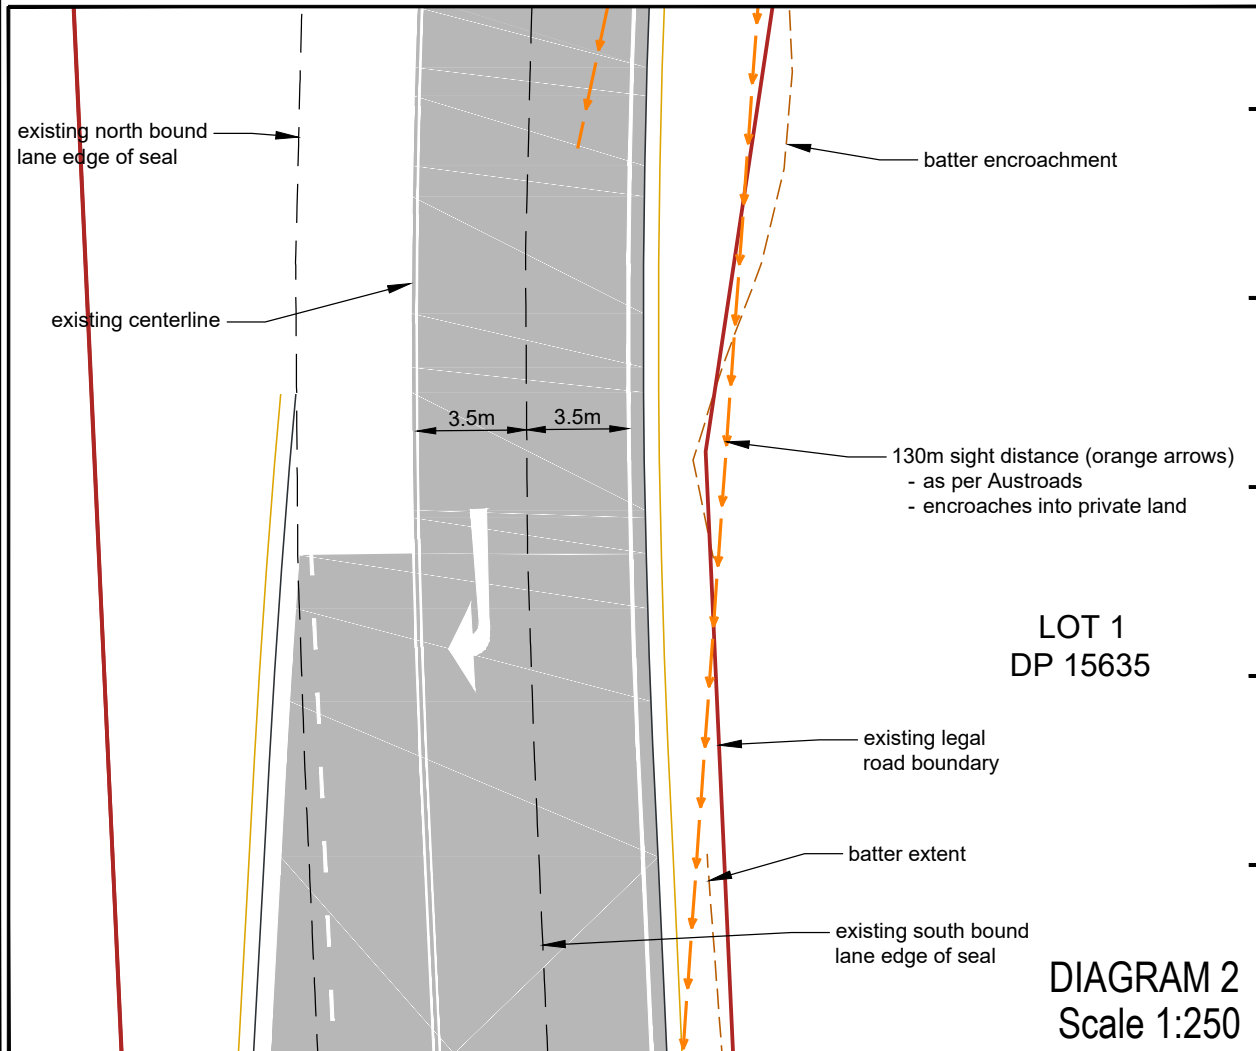 existing north bound
lane edge of seal
batter encroachment
existing centerline
3.5m
3.5m
130m sight distance (orange arrows)
- as per Austroads
- encroaches into private land
LOT 1
DP 15635
existing legal
road boundary
batter extent
existing south bound
lane edge of seal
DIAGRAM 2
Scale 1:250